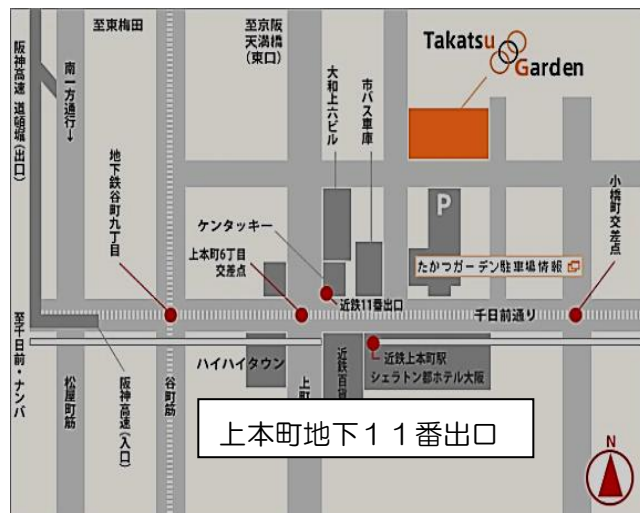 至東梅田
至京阪
天満橋
(東口)
Takatsu
Garden
阪神高速 道頓堀(出口)
南一方通行→
大和上六ビル
市バス車庫
地下鉄谷町九丁目
小橋町交差点
P
ケンタッキー
上本町6丁目
交差点
たかつガーデン駐車場情報
近鉄11番出口
千日前通り
至千日前・ナンバ
松屋町筋
阪神高速(入口)
谷町筋
ハイハイタウン
上町
近鉄百貨
近鉄上本町駅
シェラトン都ホテル大阪
上本町地下11番出口
N